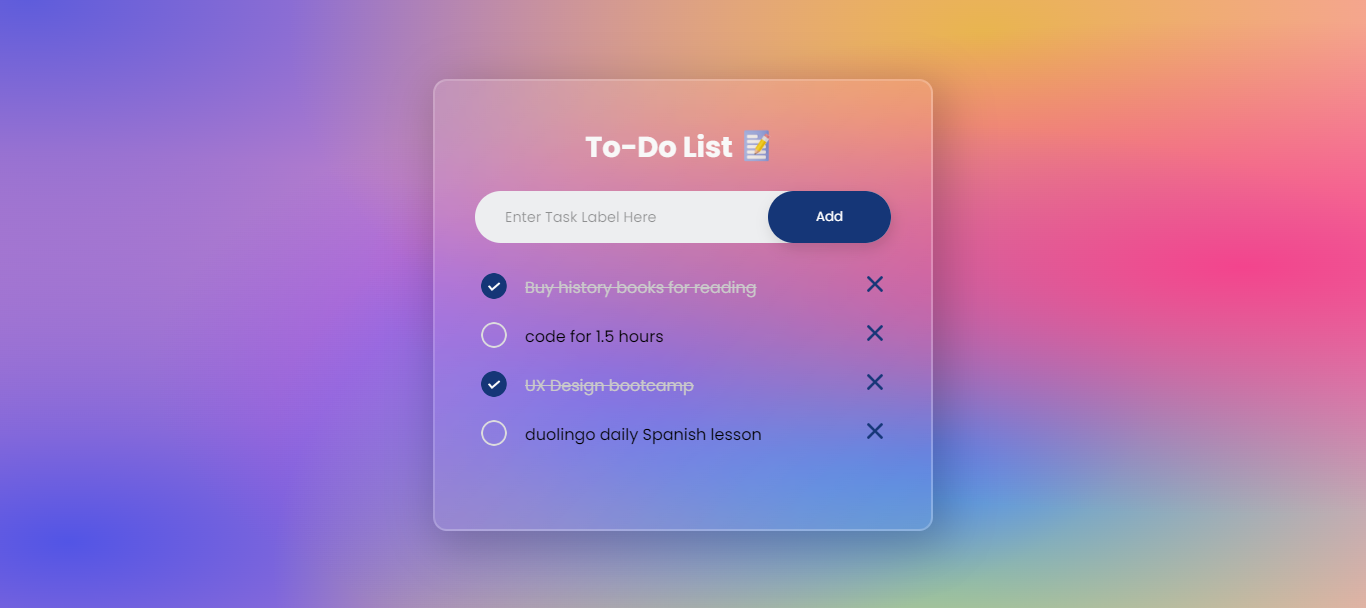 To-Do List 📝
Enter Task Label Here
Add
Buy history books for reading
code for 1.5 hours
UX Design bootcamp
duolingo daily Spanish lesson